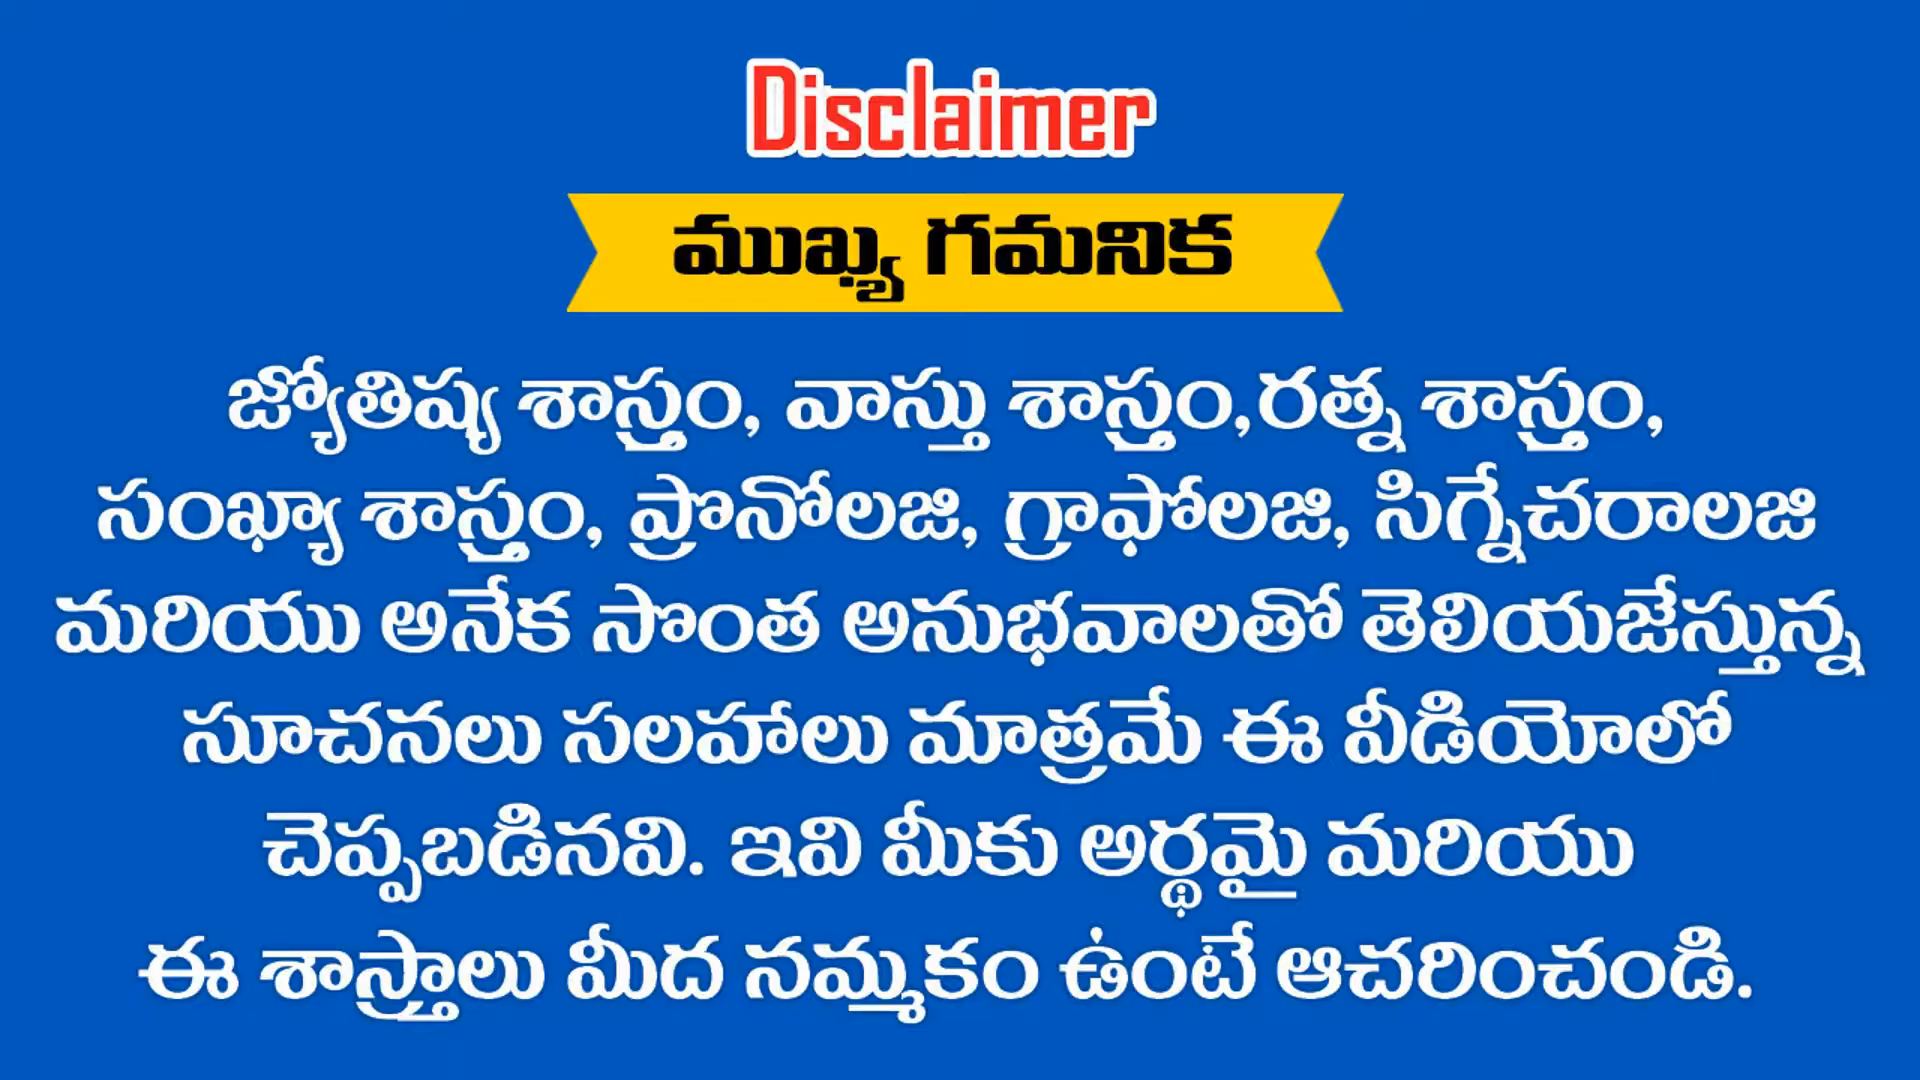 Disclaimer
ముఖ్య గమనిక
జ్యోతిష్య శాస్త్రం, వాస్తు శాస్త్రం,రత్న శాస్త్రం,
సంఖ్యా శాస్త్రం, ప్రొనోలజి, గ్రాఫోలజి, సిగ్నేచరాలజి
మరియు అనేక సొంత అనుభవాలతో తెలియజేస్తున్న
సూచనలు సలహాలు మాత్రమే ఈ వీడియోలో
చెప్పబడినవి. ఇవి మీకు అర్థమై మరియు
ఈ శాస్త్రాలు మీద నమ్మకం ఉంటే ఆచరించండి.